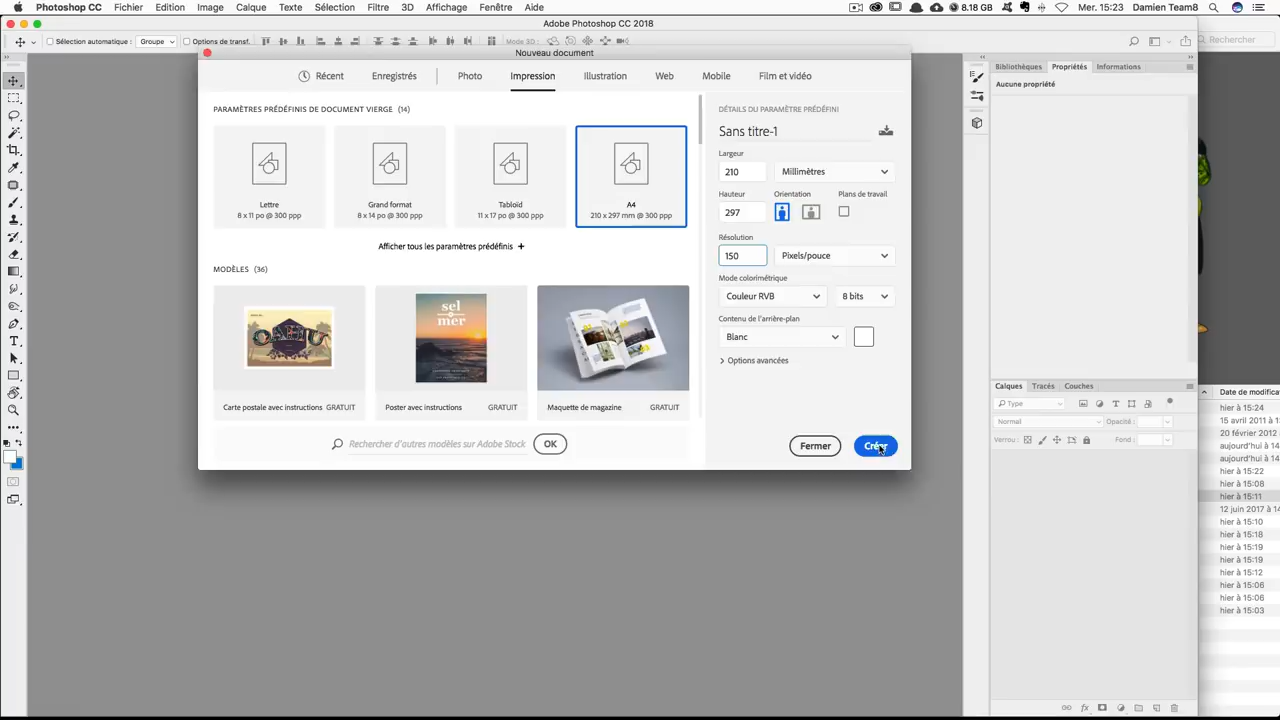 Photoshop CC Fichier Edition Image Calque Texte Sélection Filtre 3D Affichage Fenêtre Aide 8.18 GB Mer. 15:23 Damien Team8
Adobe Photoshop CC 2018
Sélection automatique : Groupe Options de transf. Mode 3D : Rechercher
Nouveau document
Récent Enregistrés Photo Impression Illustration Web Mobile Film et vidéo
Bibliothèques Propriétés Informations
Aucune propriété
PARAMÈTRES PRÉDÉFINIS DE DOCUMENT VIERGE (14)
Lettre
8 x 11 po @ 300 ppp
Grand format
8 x 14 po @ 300 ppp
Tabloïd
11 x 17 po @ 300 ppp
A4
210 x 297 mm @ 300 ppp
Afficher tous les paramètres prédéfinis +
MODÈLES (36)
sel
mer
Carte postale avec instructions GRATUIT
Poster avec instructions GRATUIT
Maquette de magazine GRATUIT
Rechercher d'autres modèles sur Adobe Stock OK
DÉTAILS DU PARAMÈTRE PRÉDÉFINI
Sans titre-1
Largeur
210 Millimètres
Hauteur Orientation Plans de travail
297
Résolution
150 Pixels/pouce
Mode colorimétrique
Couleur RVB 8 bits
Contenu de l'arrière-plan
Blanc
Options avancées
Fermer Créer
Calques Tracés Couches
Type
Normal Opacité :
Verrou : Fond :
Date de modific
hier à 15:24
15 avril 2011 à
20 février 2012
aujourd'hui à 14
aujourd'hui à 14
hier à 15:22
hier à 15:08
hier à 15:11
12 juin 2017 à 14
hier à 15:10
hier à 15:18
hier à 15:19
hier à 15:19
hier à 15:12
hier à 15:06
hier à 15:06
hier à 15:03